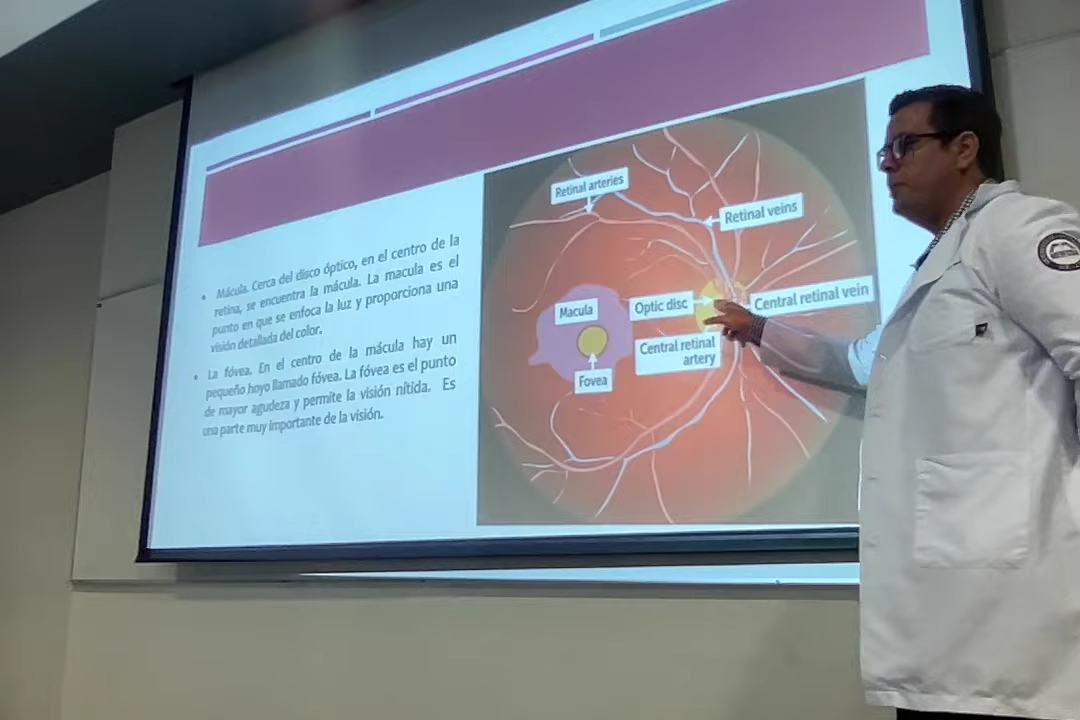 Mácula. Cerca del disco óptico, en el centro de la
retina, se encuentra la mácula. La macula es el
punto en que se enfoca la luz y proporciona una
visión detallada del color.
La fóvea. En el centro de la mácula hay un
pequeño hoyo llamado fóvea. La fóvea es el punto
de mayor agudeza y permite la visión nítida. Es
una parte muy importante de la visión.
Retinal arteries
Retinal veins
Macula
Optic disc
Central retinal vein
Central retinal
artery
Fovea